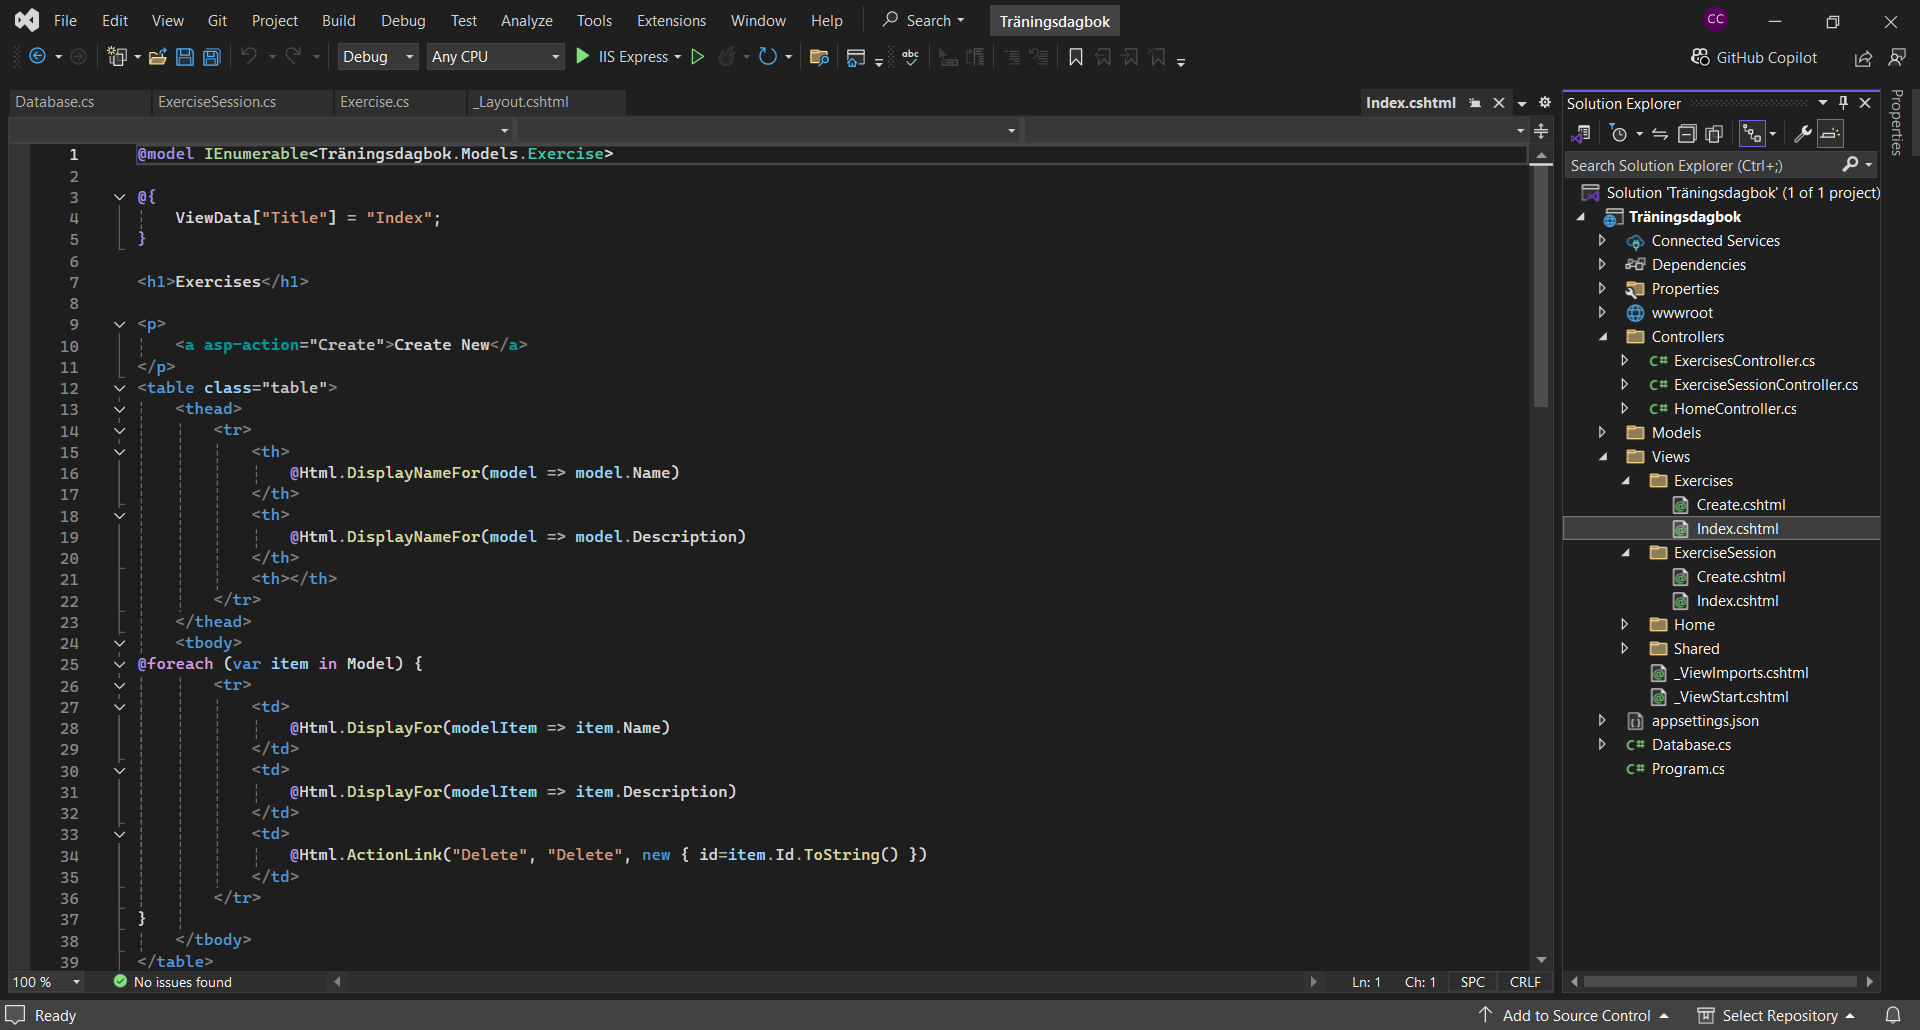 File Edit View Git Project Build Debug Test Analyze Tools Extensions Window Help Search Träningsdagbok CC
Debug Any CPU IIS Express abc GitHub Copilot
Database.cs ExerciseSession.cs Exercise.cs _Layout.cshtml Index.cshtml
1 @model IEnumerable<Träningsdagbok.Models.Exercise>
2
3 @{
4 ViewData["Title"] = "Index";
5 }
6
7 <h1>Exercises</h1>
8
9 <p>
10 <a asp-action="Create">Create New</a>
11 </p>
12 <table class="table">
13 <thead>
14 <tr>
15 <th>
16 @Html.DisplayNameFor(model => model.Name)
17 </th>
18 <th>
19 @Html.DisplayNameFor(model => model.Description)
20 </th>
21 <th></th>
22 </tr>
23 </thead>
24 <tbody>
25 @foreach (var item in Model) {
26 <tr>
27 <td>
28 @Html.DisplayFor(modelItem => item.Name)
29 </td>
30 <td>
31 @Html.DisplayFor(modelItem => item.Description)
32 </td>
33 <td>
34 @Html.ActionLink("Delete", "Delete", new { id=item.Id.ToString() })
35 </td>
36 </tr>
37 }
38 </tbody>
39 </table>
100 % No issues found Ln: 1 Ch: 1 SPC CRLF
Solution Explorer
Search Solution Explorer (Ctrl+;)
Solution 'Träningsdagbok' (1 of 1 project)
Träningsdagbok
Connected Services
Dependencies
Properties
wwwroot
Controllers
C# ExercisesController.cs
C# ExerciseSessionController.cs
C# HomeController.cs
Models
Views
Exercises
Create.cshtml
Index.cshtml
ExerciseSession
Create.cshtml
Index.cshtml
Home
Shared
_ViewImports.cshtml
_ViewStart.cshtml
appsettings.json
C# Database.cs
C# Program.cs
Properties
Ready Add to Source Control Select Repository